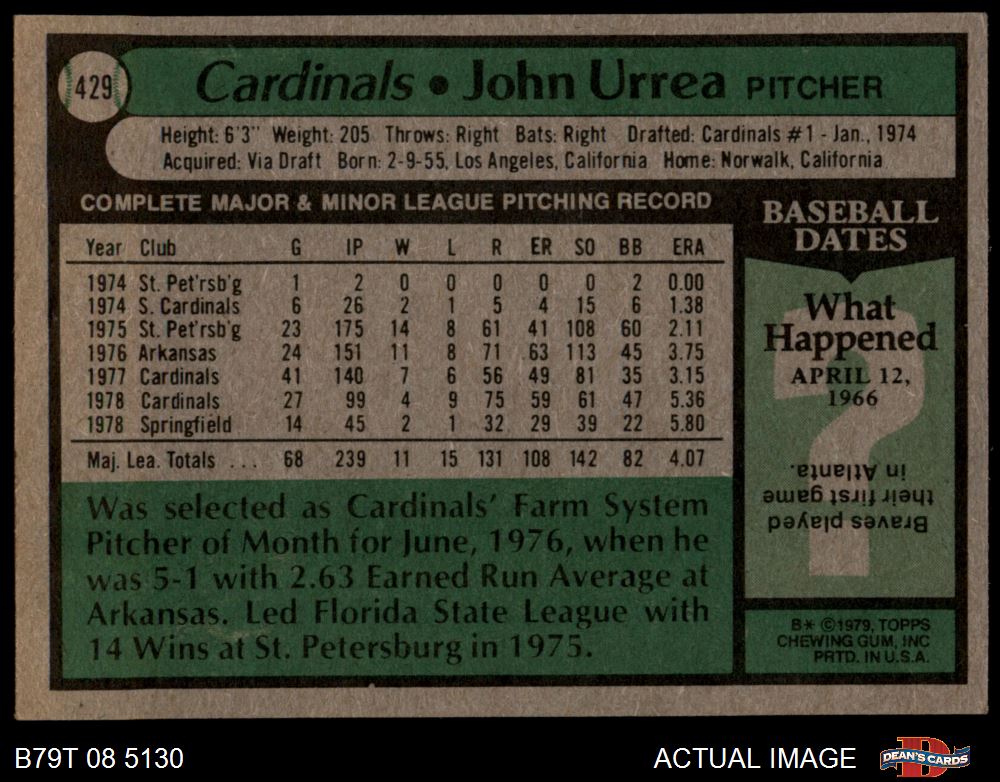 429
Cardinals • John Urrea PITCHER
Height: 6'3" Weight: 205 Throws: Right Bats: Right Drafted: Cardinals #1 - Jan., 1974
Acquired: Via Draft Born: 2-9-55, Los Angeles, California Home: Norwalk, California
COMPLETE MAJOR & MINOR LEAGUE PITCHING RECORD
Year Club G IP W L R ER SO BB ERA
1974 St. Pet'rsb'g 1 2 0 0 0 0 0 2 0.00
1974 S. Cardinals 6 26 2 1 5 4 15 6 1.38
1975 St. Pet'rsb'g 23 175 14 8 61 41 108 60 2.11
1976 Arkansas 24 151 11 8 71 63 113 45 3.75
1977 Cardinals 41 140 7 6 56 49 81 35 3.15
1978 Cardinals 27 99 4 9 75 59 61 47 5.36
1978 Springfield 14 45 2 1 32 29 39 22 5.80
Maj. Lea. Totals ... 68 239 11 15 131 108 142 82 4.07
Was selected as Cardinals' Farm System
Pitcher of Month for June, 1976, when he
was 5-1 with 2.63 Earned Run Average at
Arkansas. Led Florida State League with
14 Wins at St. Petersburg in 1975.
BASEBALL
DATES
What
Happened
APRIL 12,
1966
?
Braves played
their first game
in Atlanta.
B* ©1979, TOPPS
CHEWING GUM, INC
PRTD. IN U.S.A.
B79T 08 5130
ACTUAL IMAGE
DEAN'S CARDS